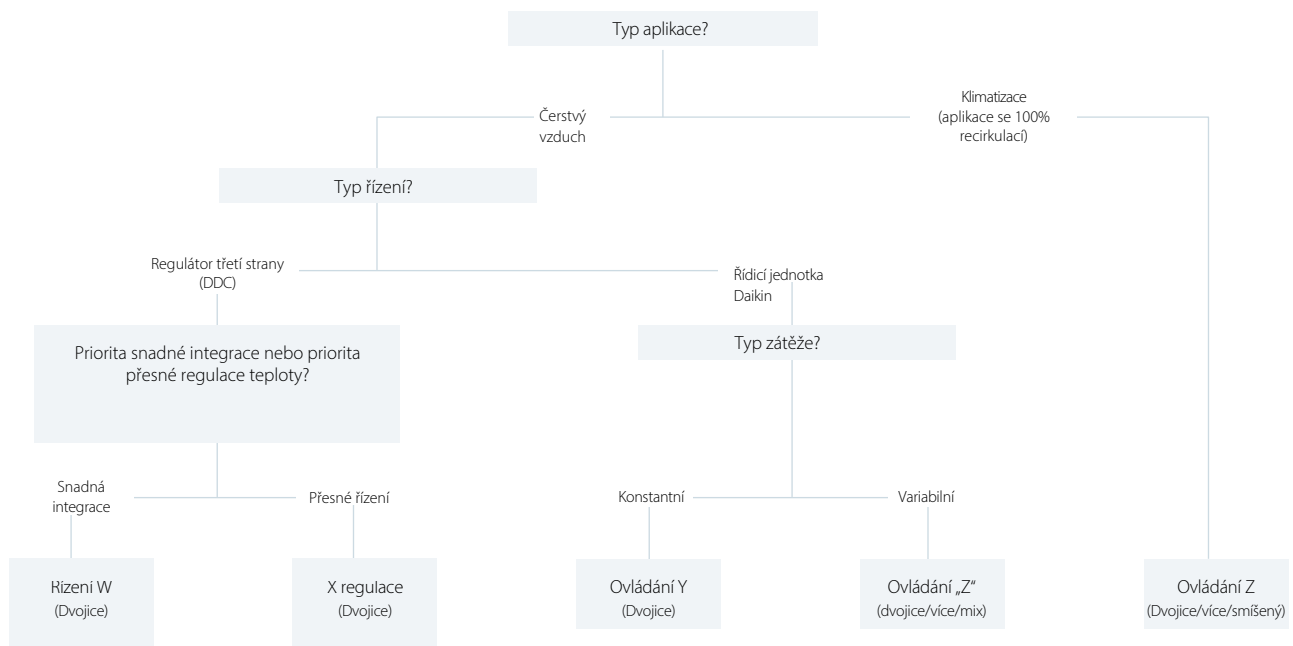 Typ aplikace?
Čerstvý
vzduch
Klimatizace
(aplikace se 100%
recirkulací)
Typ řízení?
Regulátor třetí strany
(DDC)
Řídicí jednotka
Daikin
Priorita snadné integrace nebo priorita
přesné regulace teploty?
Typ zátěže?
Snadná
integrace
Přesné řízení
Konstantní
Variabilní
Řízení W
(Dvojice)
X regulace
(Dvojice)
Ovládání Y
(Dvojice)
Ovládání „Z“
(dvojice/více/mix)
Ovládání Z
(Dvojice/více/smíšený)